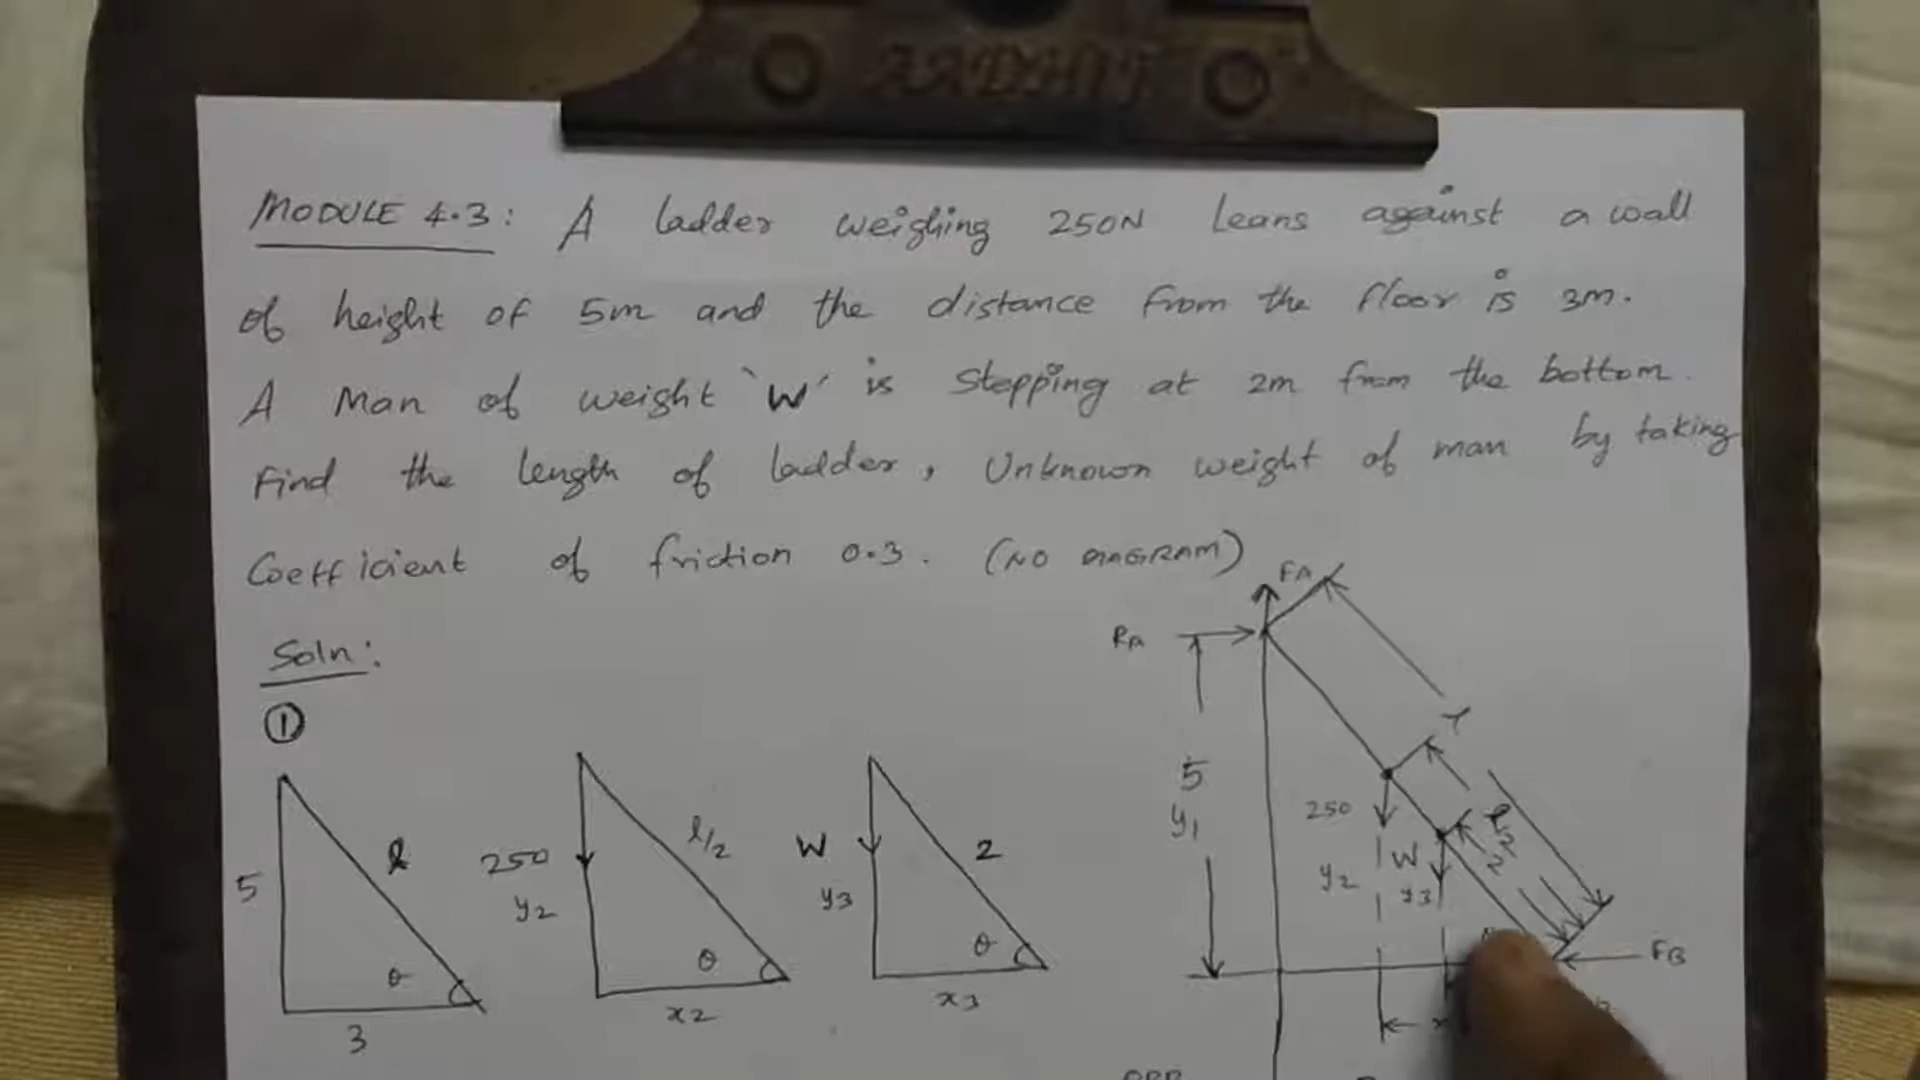 MODULE 4.3: A ladder weighing 250N leans against a wall
of height of 5m and the distance from the floor is 3m.
A Man of weight 'W' is stepping at 2m from the bottom.
Find the length of ladder, Unknown weight of man by taking
Coefficient of friction 0.3. (NO DIAGRAM)
Soln:
1
5
l
θ
3
250
y2
l/2
θ
x2
W
y3
2
θ
x3
FA
RA
5
y1
250
y2
W
y3
2
FB